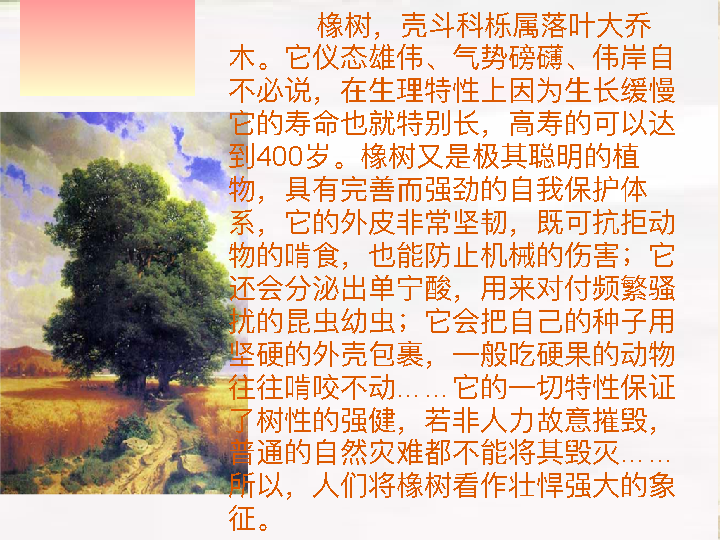 橡树，壳斗科栎属落叶大乔
木。它仪态雄伟、气势磅礴、伟岸自
不必说，在生理特性上因为生长缓慢
它的寿命也就特别长，高寿的可以达
到400岁。橡树又是极其聪明的植
物，具有完善而强劲的自我保护体
系，它的外皮非常坚韧，既可抗拒动
物的啃食，也能防止机械的伤害；它
还会分泌出单宁酸，用来对付频繁骚
扰的昆虫幼虫；它会把自己的种子用
坚硬的外壳包裹，一般吃硬果的动物
往往啃咬不动……它的一切特性保证
了树性的强健，若非人力故意摧毁，
普通的自然灾难都不能将其毁灭……
所以，人们将橡树看作壮悍强大的象
征。